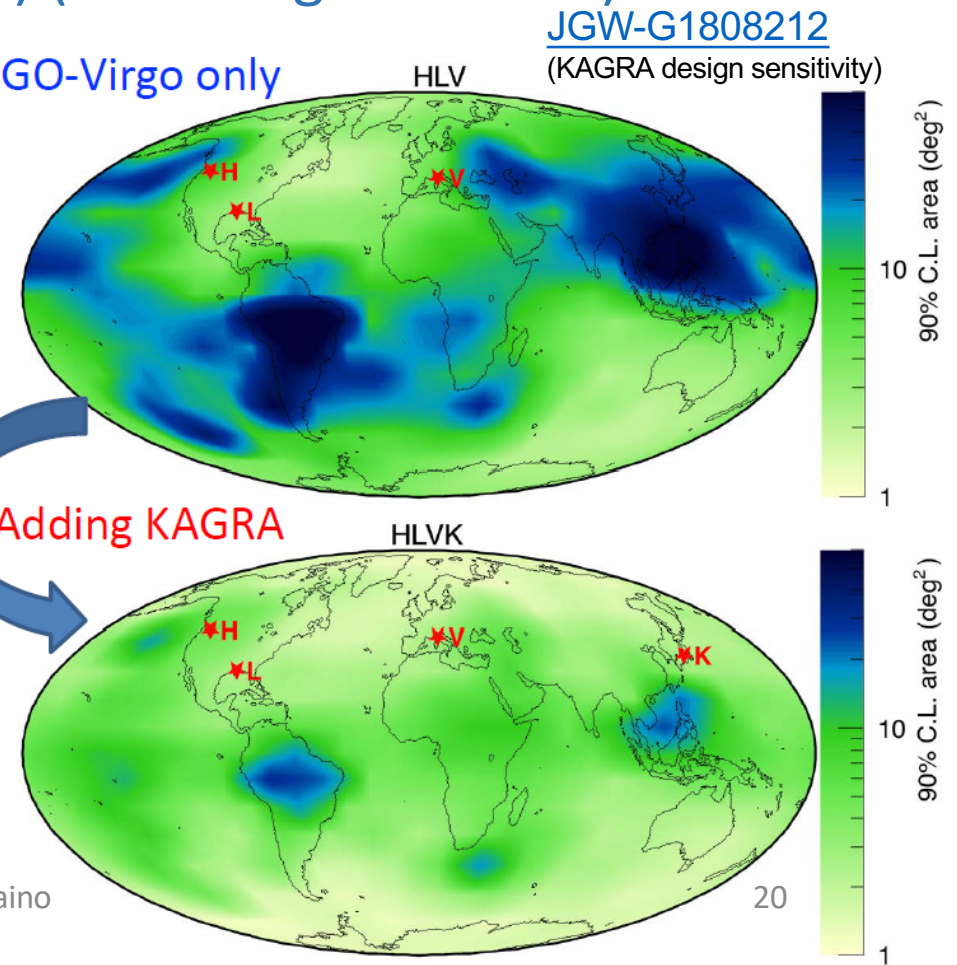 JGW-G1808212
GO-Virgo only
(KAGRA design sensitivity)
HLV
H
V
L
10
1
90% C.L. area (deg²)
Adding KAGRA
HLVK
H
V
K
L
10
1
90% C.L. area (deg²)
aino
20